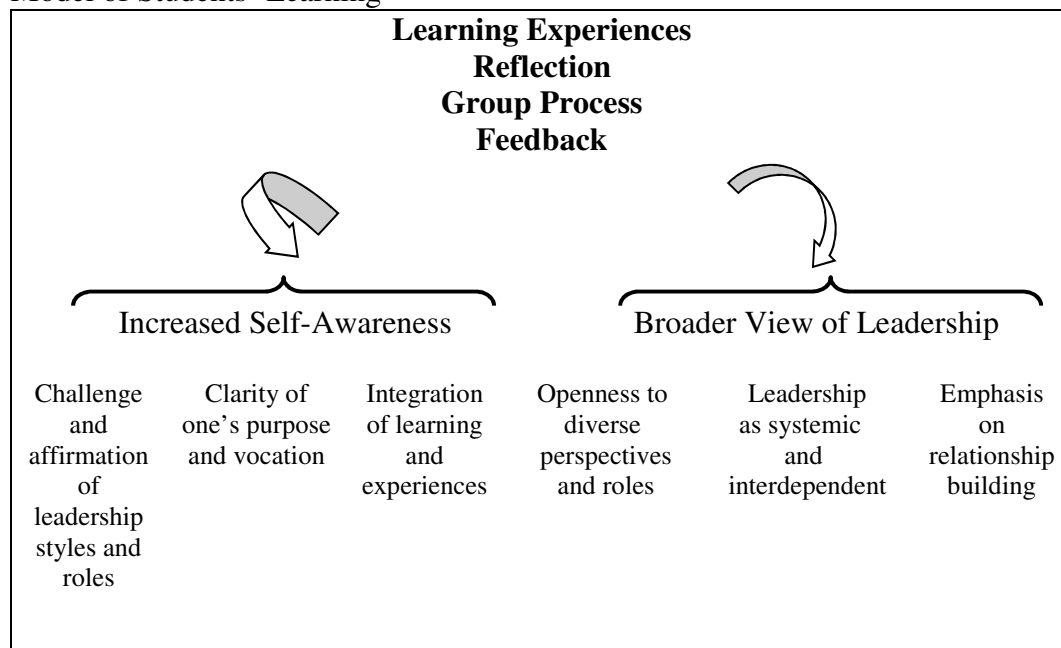 Model of Students' Learning
Learning Experiences
Reflection
Group Process
Feedback
Increased Self-Awareness
Broader View of Leadership
Challenge
and
affirmation
of
leadership
styles and
roles
Clarity of
one's purpose
and vocation
Integration
of learning
and
experiences
Openness to
diverse
perspectives
and roles
Leadership
as systemic
and
interdependent
Emphasis
on
relationship
building